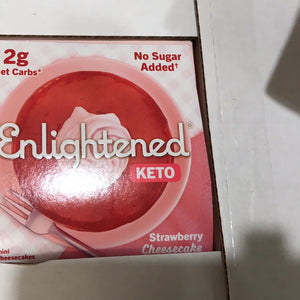 2g
et Carbs*
No Sugar
Added†
Enlightened®
KETO
Strawberry
Cheesecake
ini
heesecakes